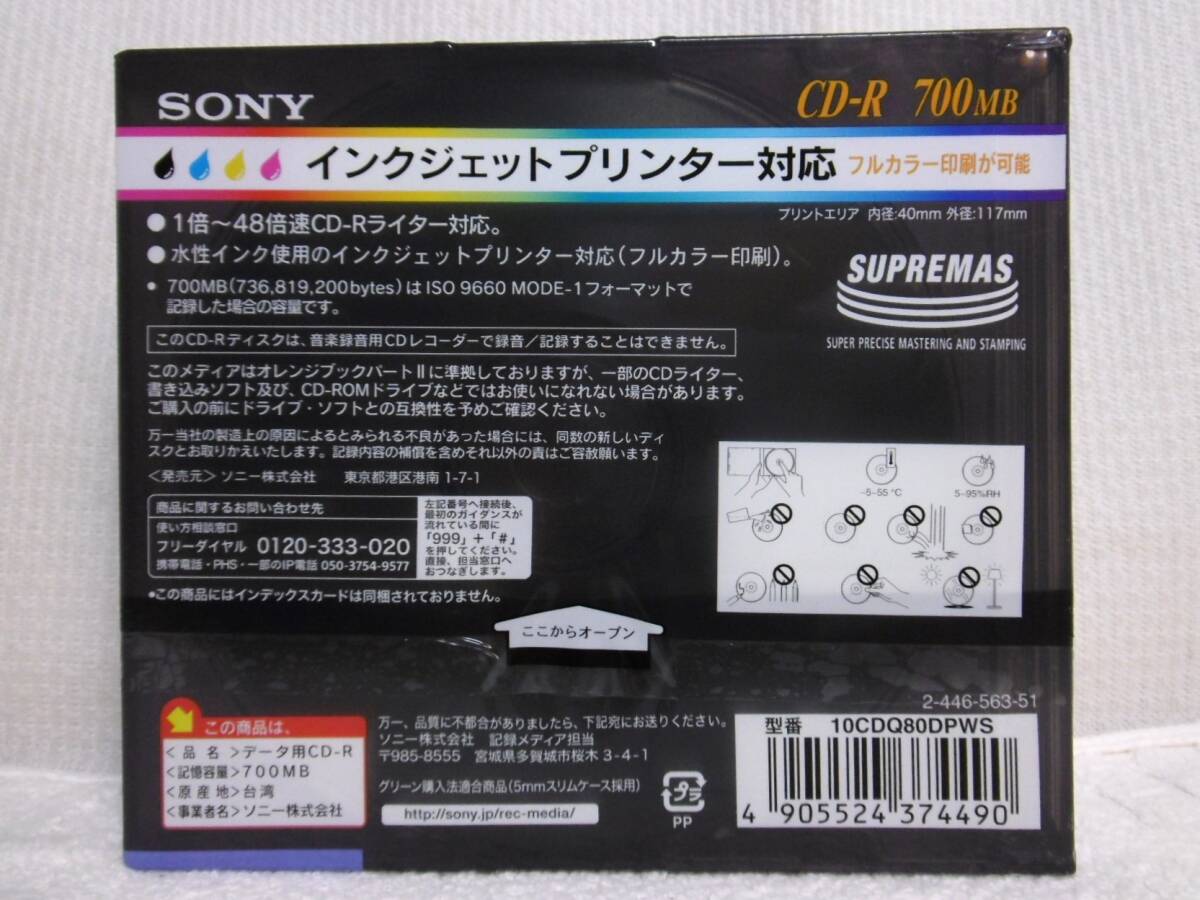 SONY
CD-R 700MB
インクジェットプリンター対応 フルカラー印刷が可能
プリントエリア 内径:40mm 外径:117mm
● 1倍～48倍速CD-Rライター対応。
● 水性インク使用のインクジェットプリンター対応(フルカラー印刷)。
• 700MB(736,819,200bytes)は ISO 9660 MODE-1フォーマットで
記録した場合の容量です。
SUPREMAS
SUPER PRECISE MASTERING AND STAMPING
このCD-Rディスクは、音楽録音用CDレコーダーで録音／記録することはできません。
このメディアはオレンジブックパートⅡに準拠しておりますが、一部のCDライター、
書き込みソフト及び、CD-ROMドライブなどではお使いになれない場合があります。
ご購入の前にドライブ・ソフトとの互換性を予めご確認ください。
万一当社の製造上の原因によるとみられる不良があった場合には、同数の新しいディ
スクとお取りかえいたします。記録内容の補償を含めそれ以外の責はご容赦願います。
＜発売元＞ ソニー株式会社 東京都港区港南 1-7-1
商品に関するお問い合わせ先
使い方相談窓口
フリーダイヤル 0120-333-020
携帯電話・PHS・一部のIP電話 050-3754-9577
左記番号へ接続後、
最初のガイダンスが
流れている間に
「999」+「#」
を押してください。
直接、担当窓口へ
おつなぎします。
•この商品にはインデックスカードは同梱されておりません。
-5~55 ℃
5~95%RH
ここからオープン
2-446-563-51
この商品は、
＜品 名＞データ用CD-R
＜記憶容量＞700MB
＜原 産 地＞台湾
＜事業者名＞ソニー株式会社
万一、品質に不都合がありましたら、下記宛にお送りください。
ソニー株式会社 記録メディア担当
〒985-8555 宮城県多賀城市桜木 3-4-1
グリーン購入法適合商品(5mmスリムケース採用)
http://sony.jp/rec-media/
プラ
PP
型番 10CDQ80DPWS
4 905524 374490